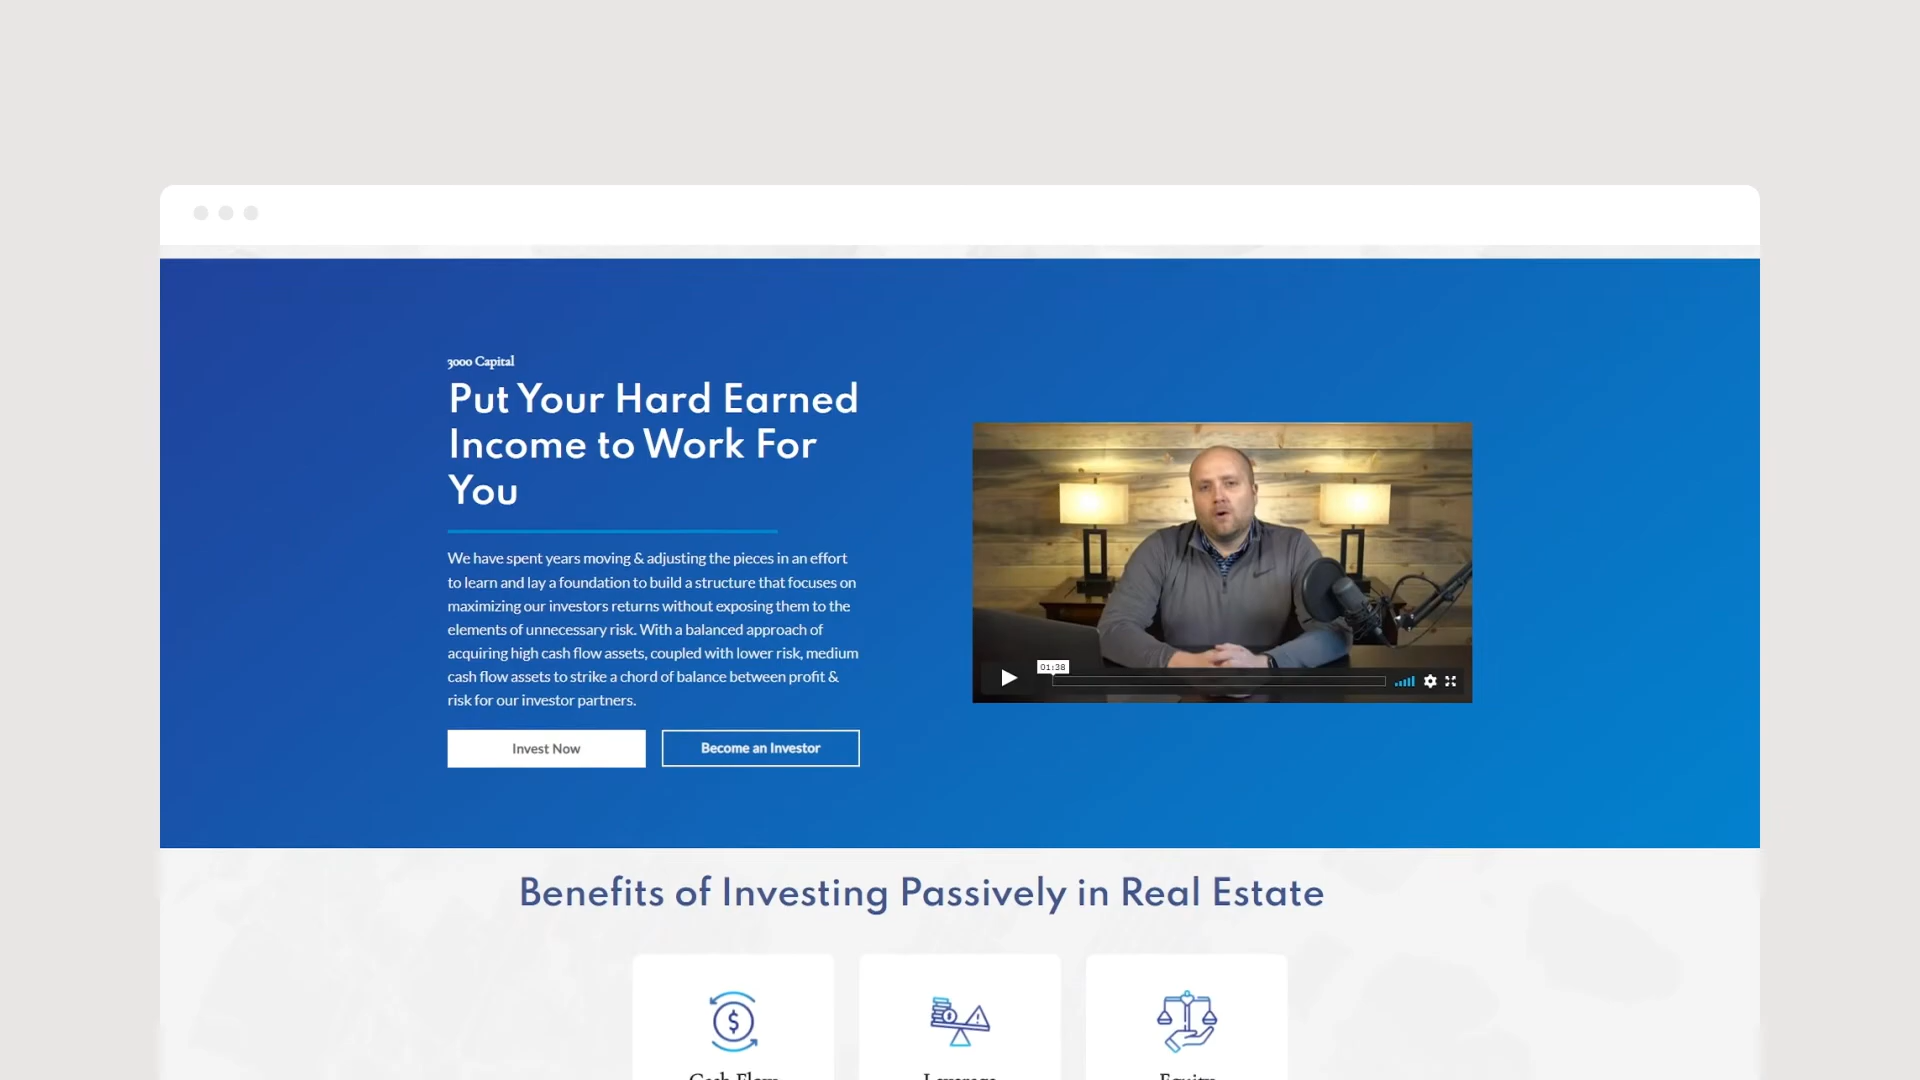 3000 Capital
Put Your Hard Earned
Income to Work For
You
We have spent years moving & adjusting the pieces in an effort
to learn and lay a foundation to build a structure that focuses on
maximizing our investors returns without exposing them to the
elements of unnecessary risk. With a balanced approach of
acquiring high cash flow assets, coupled with lower risk, medium
cash flow assets to strike a chord of balance between profit &
risk for our investor partners.
Invest Now
Become an Investor
01:38
Benefits of Investing Passively in Real Estate
Cash Flow
Leverage
Equity